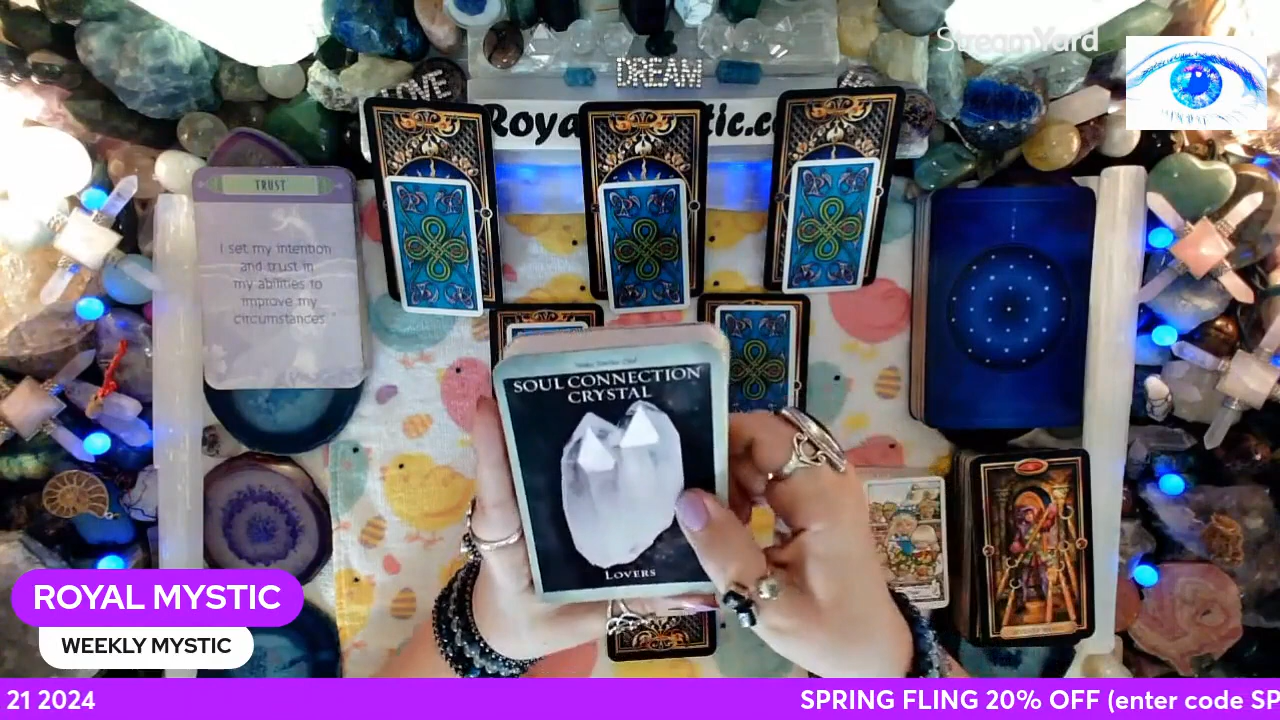 StreamYard
LOVE
DREAM
Roya tic.c
TRUST
I set my intention
and trust in
my abilities to
improve my
circumstances."
SOUL CONNECTION
CRYSTAL
LOVERS
ROYAL MYSTIC
WEEKLY MYSTIC
21 2024
SPRING FLING 20% OFF (enter code SP